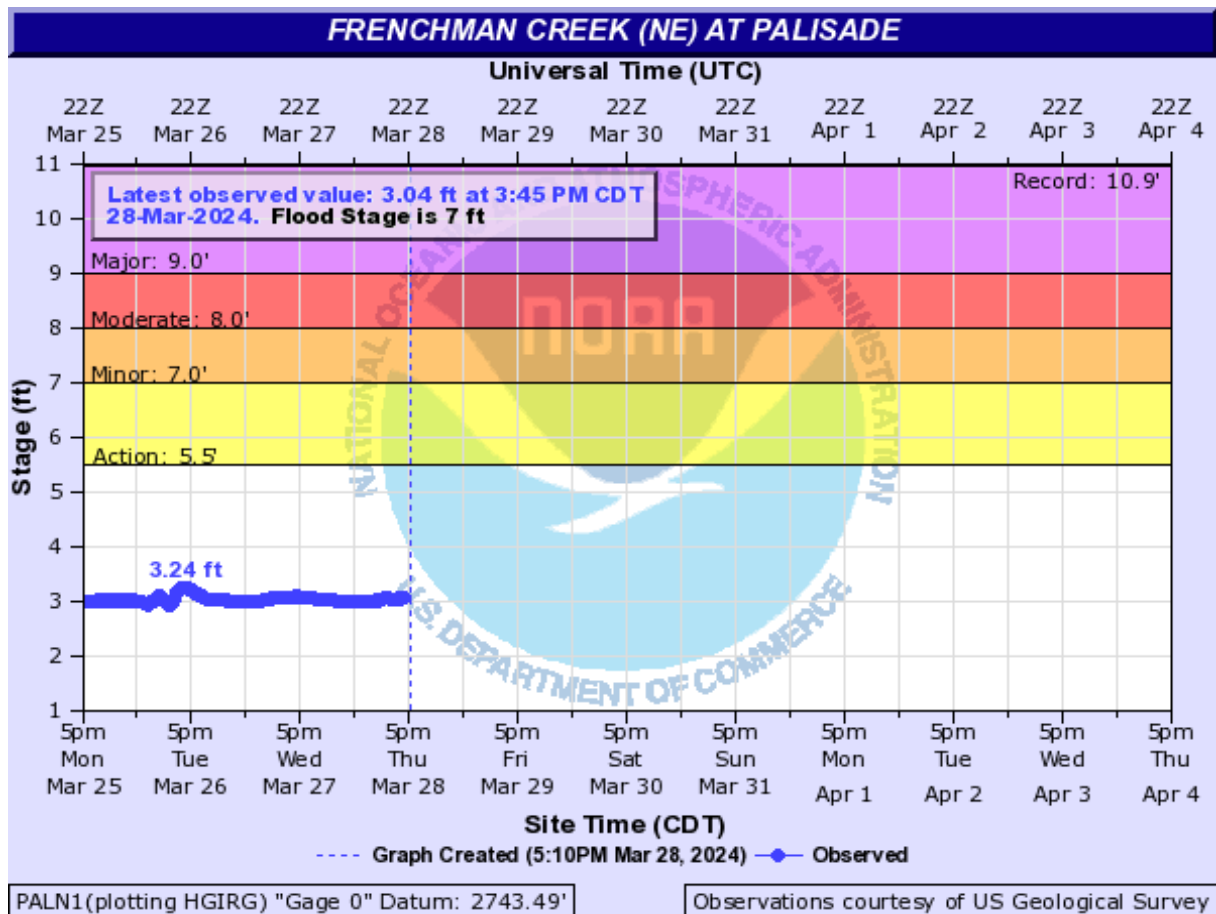 FRENCHMAN CREEK (NE) AT PALISADE
Universal Time (UTC)
22Z 22Z 22Z 22Z 22Z 22Z 22Z 22Z 22Z 22Z 22Z
Mar 25 Mar 26 Mar 27 Mar 28 Mar 29 Mar 30 Mar 31 Apr 1 Apr 2 Apr 3 Apr 4
Latest observed value: 3.04 ft at 3:45 PM CDT
28-Mar-2024. Flood Stage is 7 ft
Record: 10.9'
Major: 9.0'
Moderate: 8.0'
Minor: 7.0'
Action: 5.5'
3.24 ft
Stage (ft)
11
10
9
8
7
6
5
4
3
2
1
NATIONAL OCEANIC AND ATMOSPHERIC ADMINISTRATION
NOAA
U.S. DEPARTMENT OF COMMERCE
5pm 5pm 5pm 5pm 5pm 5pm 5pm 5pm 5pm 5pm 5pm
Mon Tue Wed Thu Fri Sat Sun Mon Tue Wed Thu
Mar 25 Mar 26 Mar 27 Mar 28 Mar 29 Mar 30 Mar 31 Apr 1 Apr 2 Apr 3 Apr 4
Site Time (CDT)
Graph Created (5:10PM Mar 28, 2024) Observed
PALN1(plotting HGIRG) "Gage 0" Datum: 2743.49'
Observations courtesy of US Geological Survey